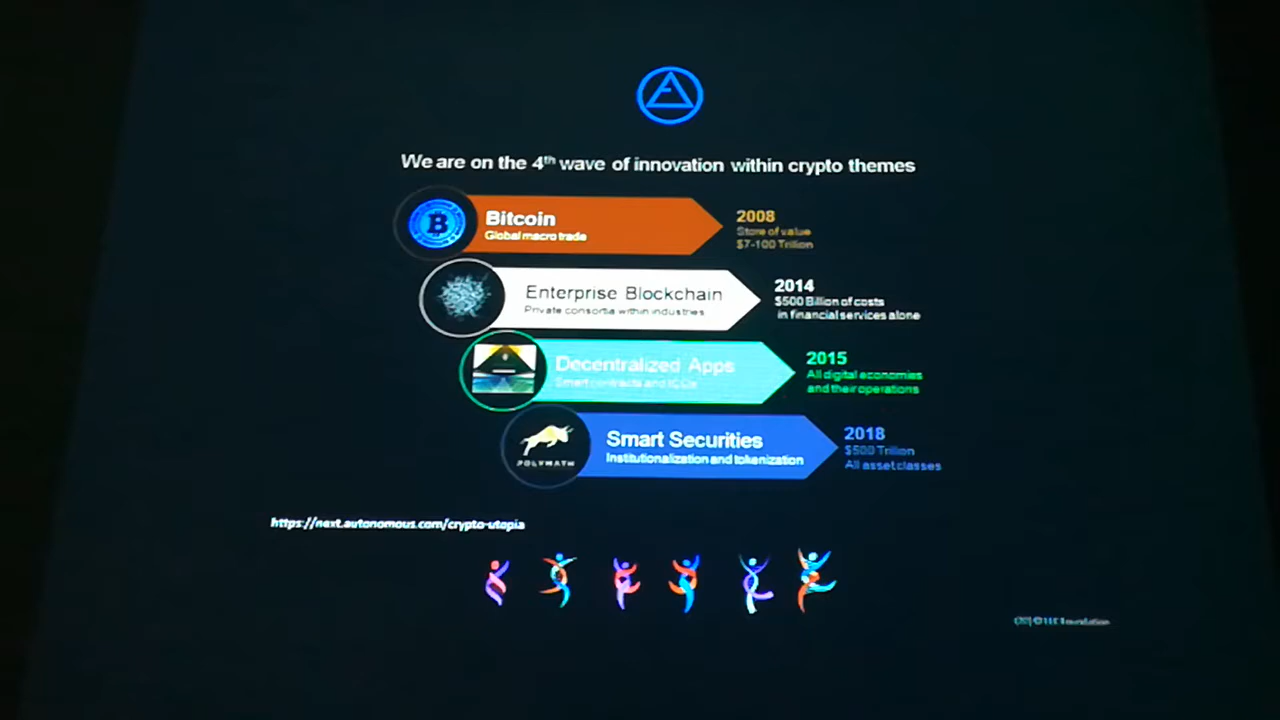 We are on the 4th wave of innovation within crypto themes
Bitcoin
Global macro trade
2008
Store of value
$7-100 Trillion
Enterprise Blockchain
Private consortia within industries
2014
$500 Billion of costs
in financial services alone
Decentralized Apps
Smart contracts and ICOs
2015
All digital economies
and their operations
POLYMATH
Smart Securities
Institutionalization and tokenization
2018
$500 Trillion
All asset classes
https://next.autonomous.com/crypto-utopia
Foundation